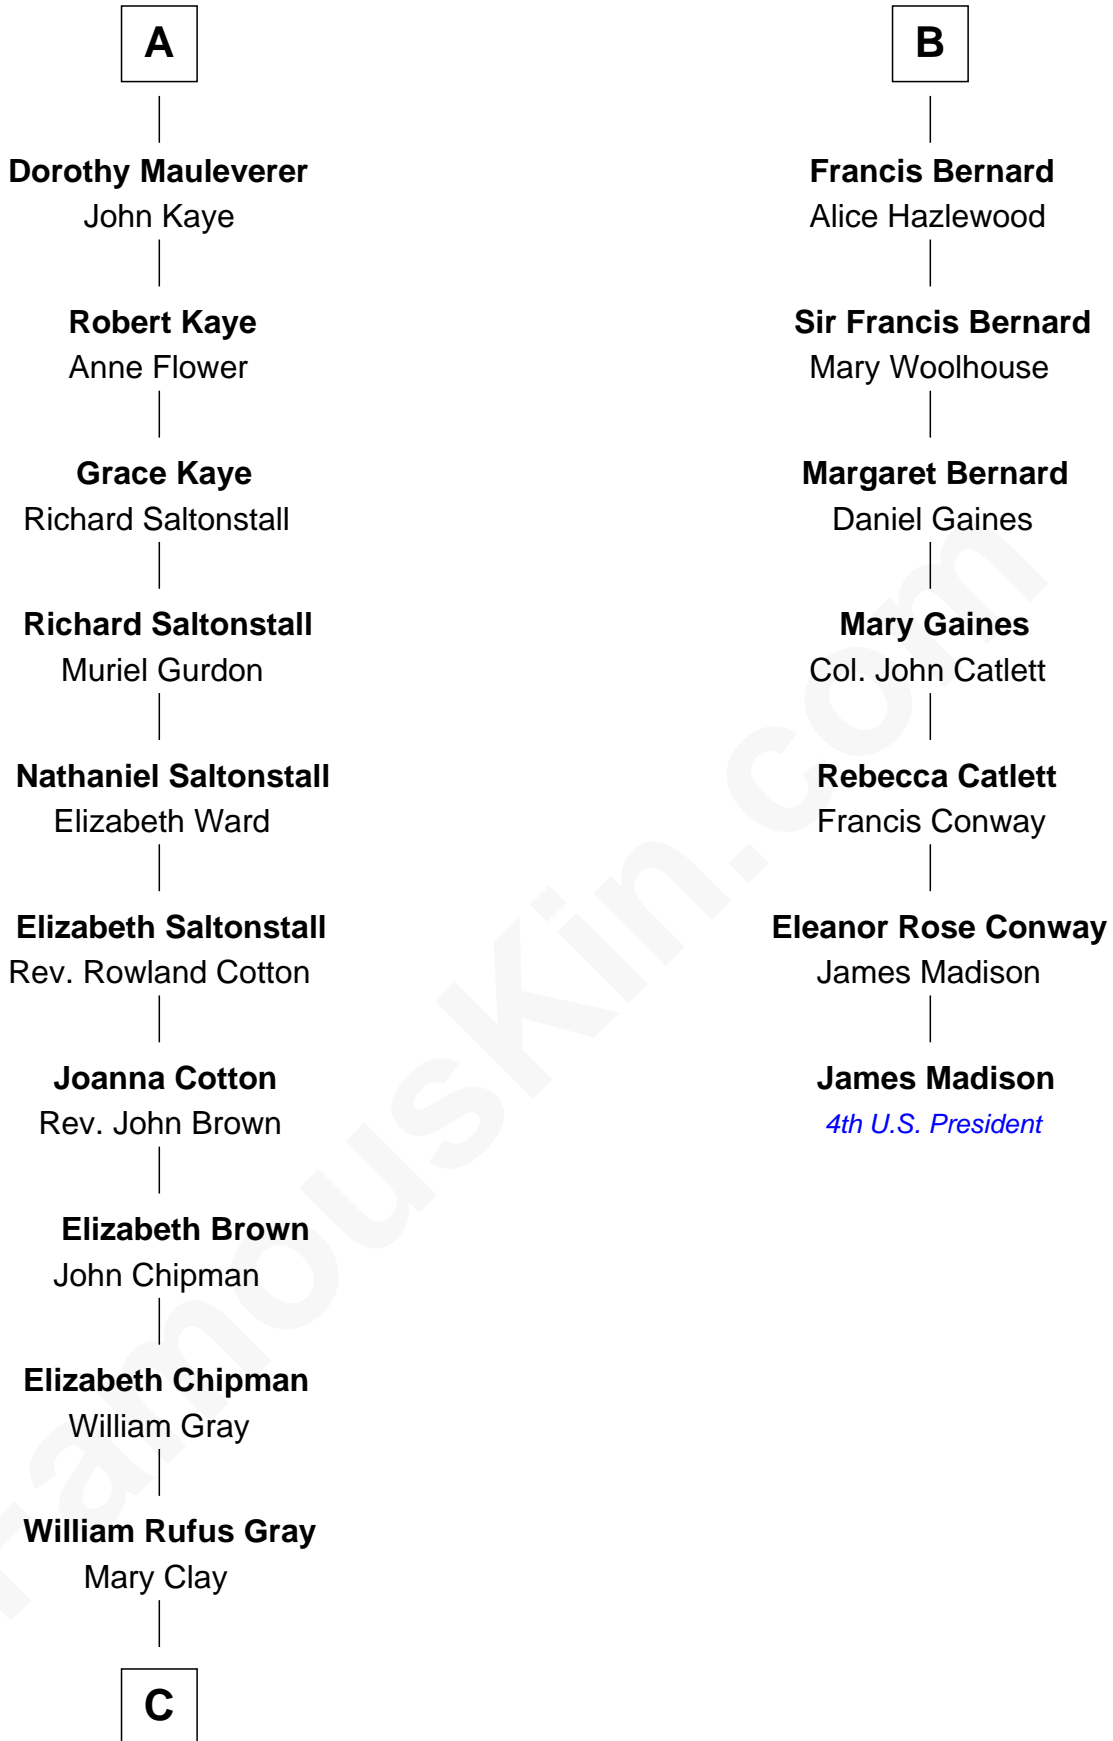 A
Dorothy Mauleverer
John Kaye
Robert Kaye
Anne Flower
Grace Kaye
Richard Saltonstall
Richard Saltonstall
Muriel Gurdon
Nathaniel Saltonstall
Elizabeth Ward
Elizabeth Saltonstall
Rev. Rowland Cotton
Joanna Cotton
Rev. John Brown
Elizabeth Brown
John Chipman
Elizabeth Chipman
William Gray
William Rufus Gray
Mary Clay
C
B
Francis Bernard
Alice Hazlewood
Sir Francis Bernard
Mary Woolhouse
Margaret Bernard
Daniel Gaines
Mary Gaines
Col. John Catlett
Rebecca Catlett
Francis Conway
Eleanor Rose Conway
James Madison
James Madison
4th U.S. President
FamousKin.com